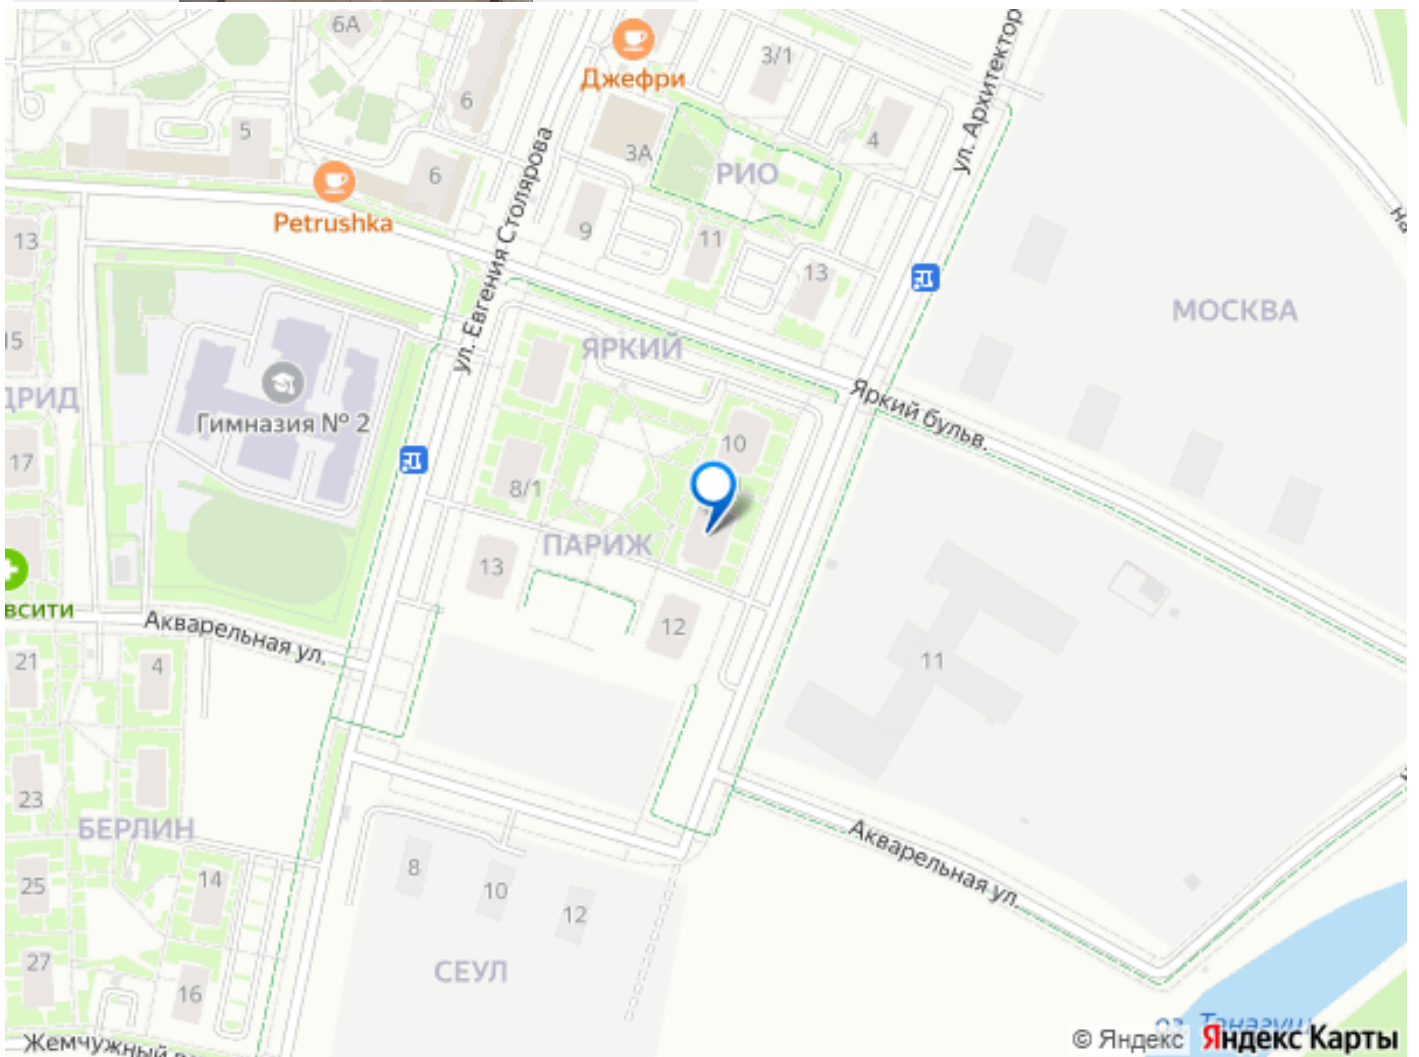 6А
Джефри
3/1
ул. Архитектор
6
5
4
3А
РИО
6
Petrushka
ул. Евгения Столярова
9
11
13
13
МОСКВА
15
ЯРКИЙ
ДРИД
Гимназия № 2
Яркий бульв.
10
17
8/1
ПАРИЖ
13
всити
Акварельная ул.
12
21
4
11
23
БЕРЛИН
Акварельная ул.
8
14
25
10
12
27
СЕУЛ
16
Жемчужный
© Яндекс Яндекс Карты